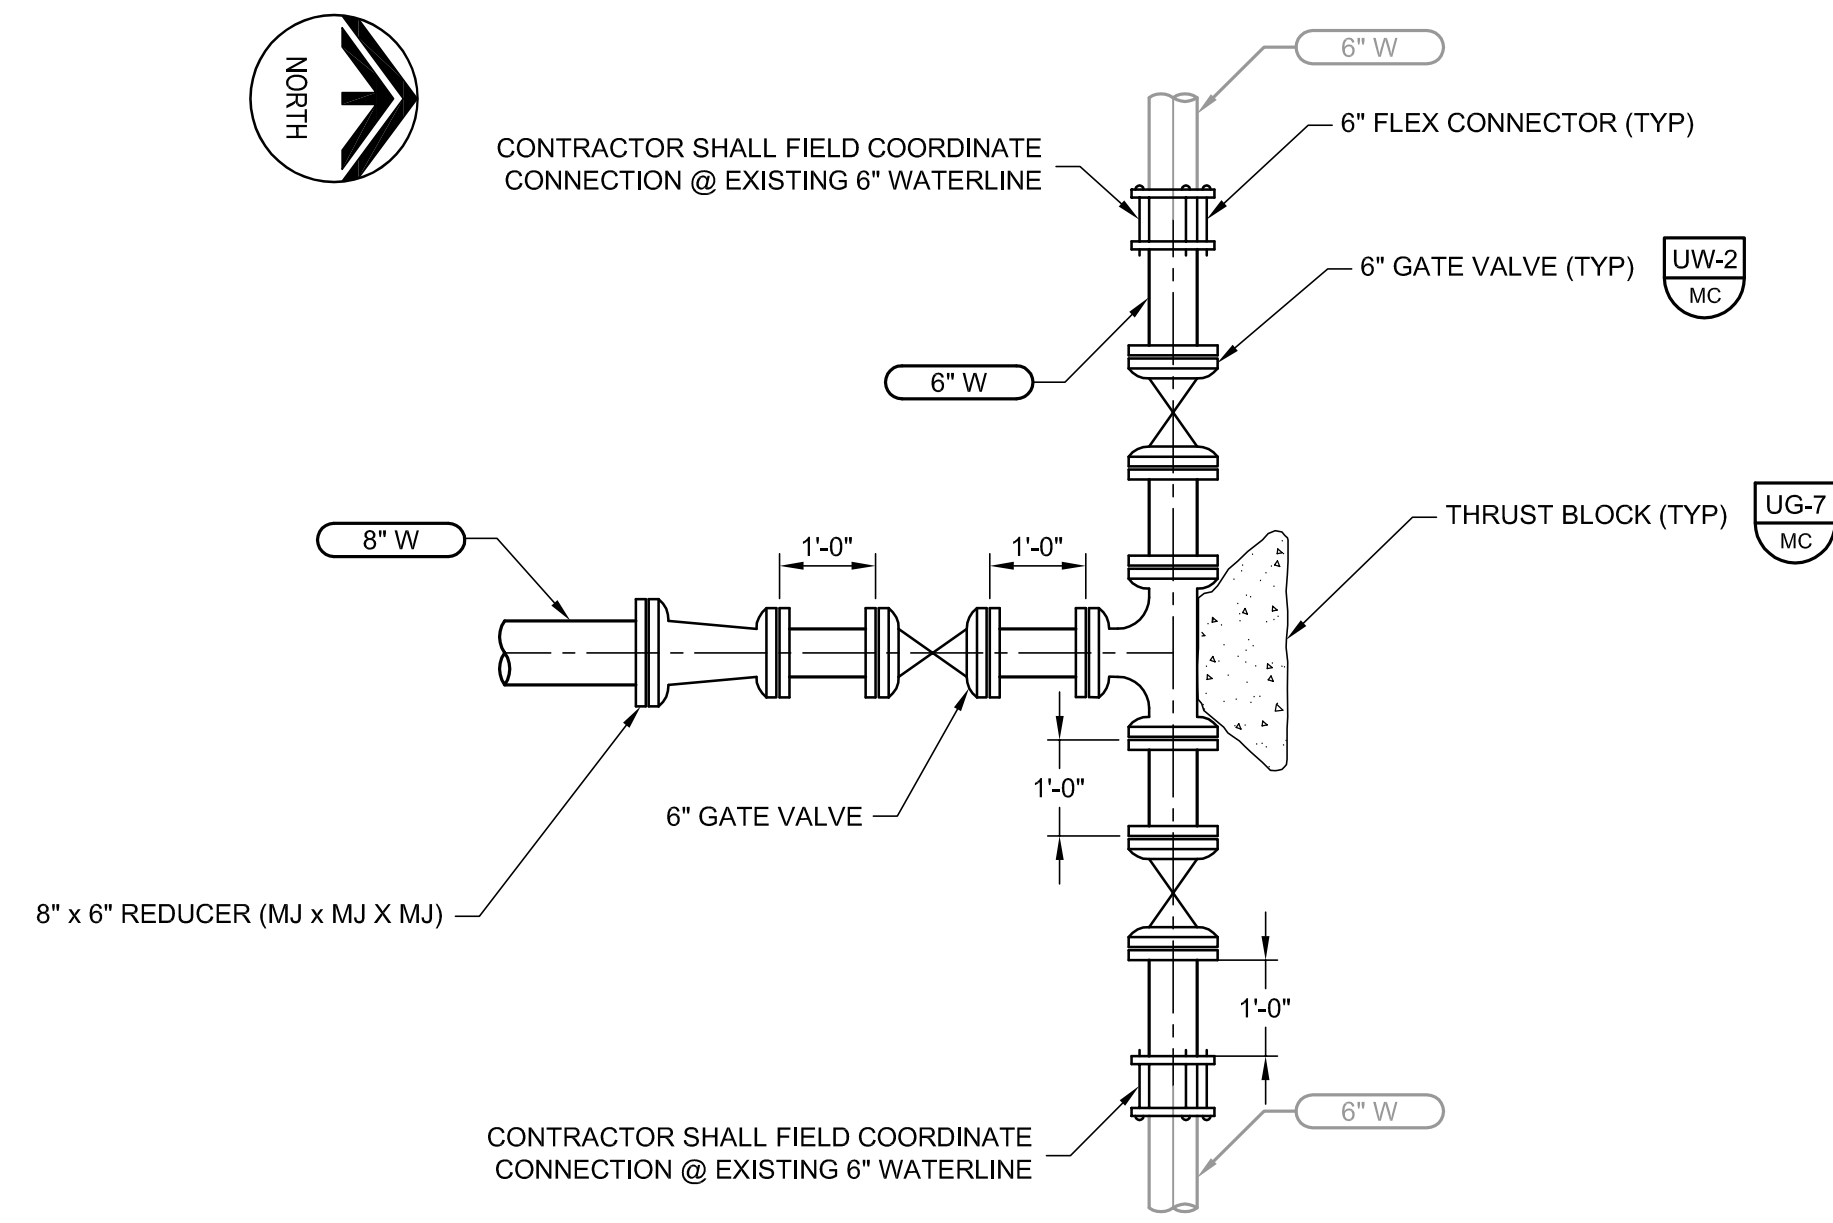 NORTH
6" W
6" FLEX CONNECTOR (TYP)
CONTRACTOR SHALL FIELD COORDINATE
CONNECTION @ EXISTING 6" WATERLINE
6" GATE VALVE (TYP)
UW-2
MC
6" W
THRUST BLOCK (TYP)
UG-7
MC
8" W
1'-0"
1'-0"
1'-0"
6" GATE VALVE
8" x 6" REDUCER (MJ x MJ X MJ)
1'-0"
6" W
CONTRACTOR SHALL FIELD COORDINATE
CONNECTION @ EXISTING 6" WATERLINE